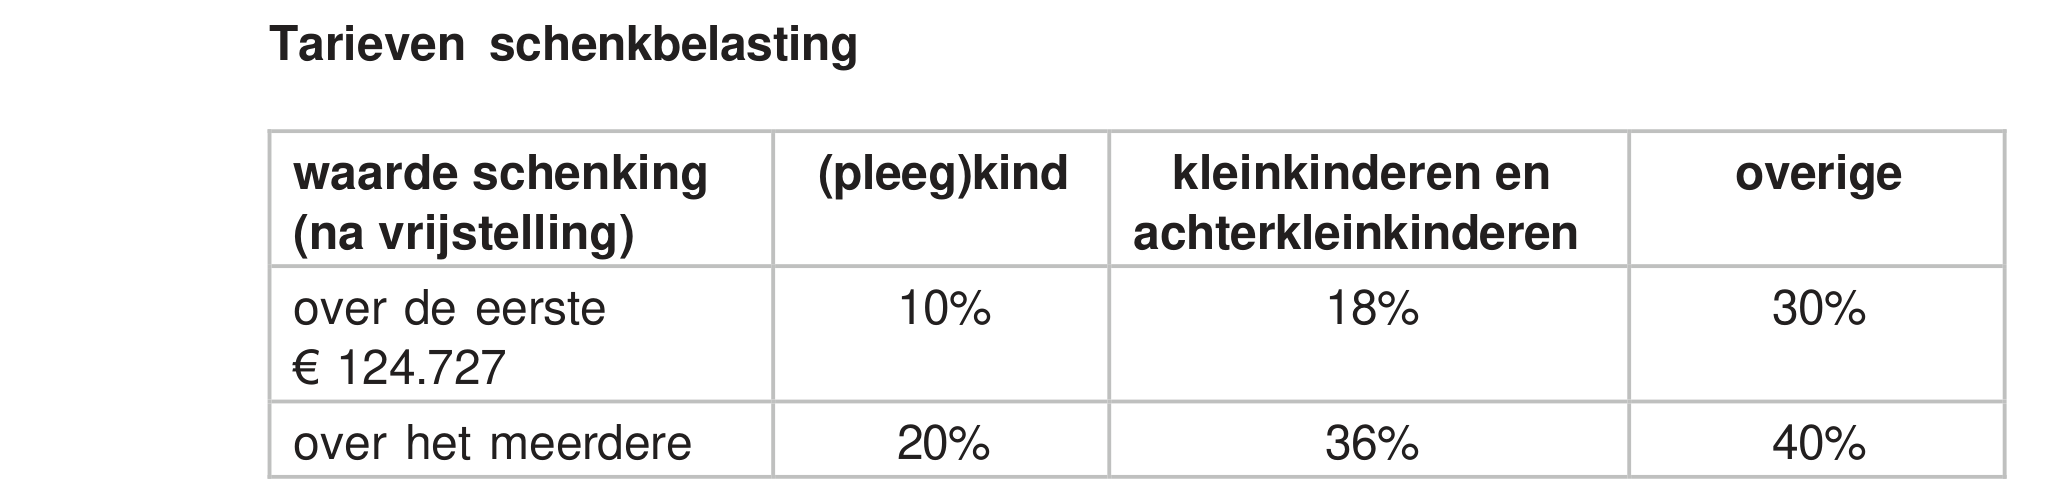 Tarieven schenkbelasting
waarde schenking (pleeg)kind kleinkinderen en overige
(na vrijstelling) achterkleinkinderen
over de eerste 10% 18% 30%
€ 124.727
over het meerdere 20% 36% 40%